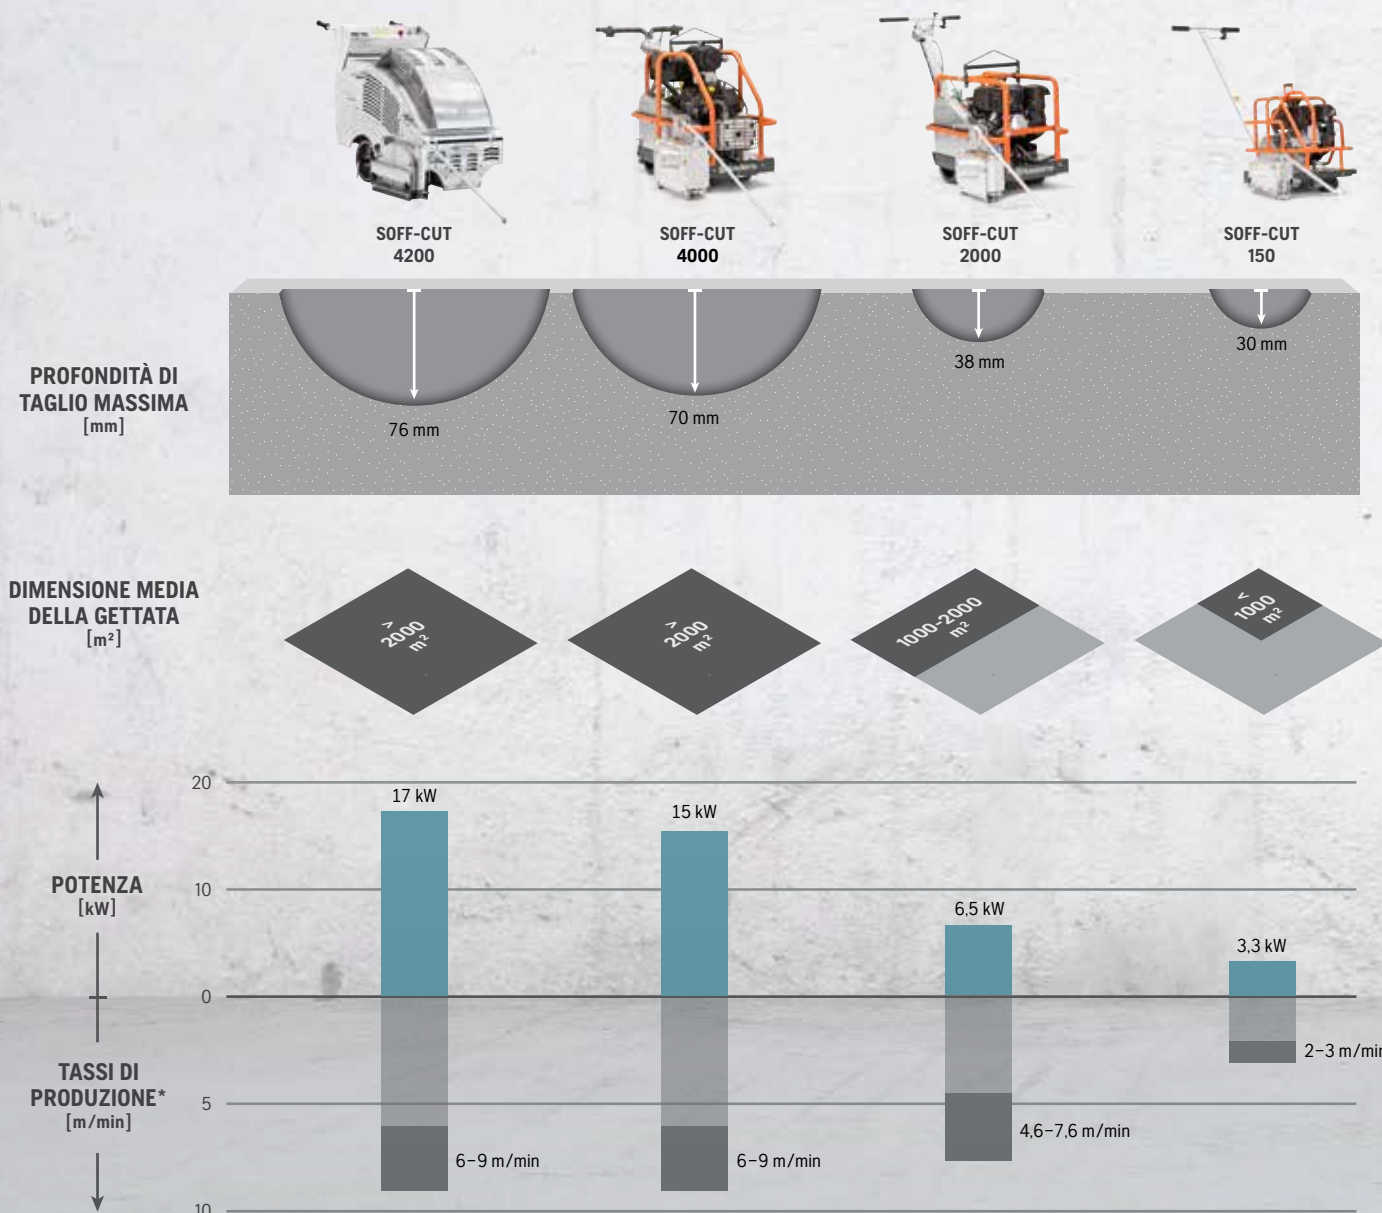 SOFF-CUT
4200
SOFF-CUT
4000
SOFF-CUT
2000
SOFF-CUT
150
PROFONDITÀ DI
TAGLIO MASSIMA
[mm]
76 mm
70 mm
38 mm
30 mm
DIMENSIONE MEDIA
DELLA GETTATA
[m²]
>
2000
m²
>
2000
m²
1000-2000
m²
<
1000
m²
POTENZA
[kW]
20
10
0
17 kW
15 kW
6,5 kW
3,3 kW
TASSI DI
PRODUZIONE*
[m/min]
5
10
6–9 m/min
6–9 m/min
4,6–7,6 m/min
2–3 m/min